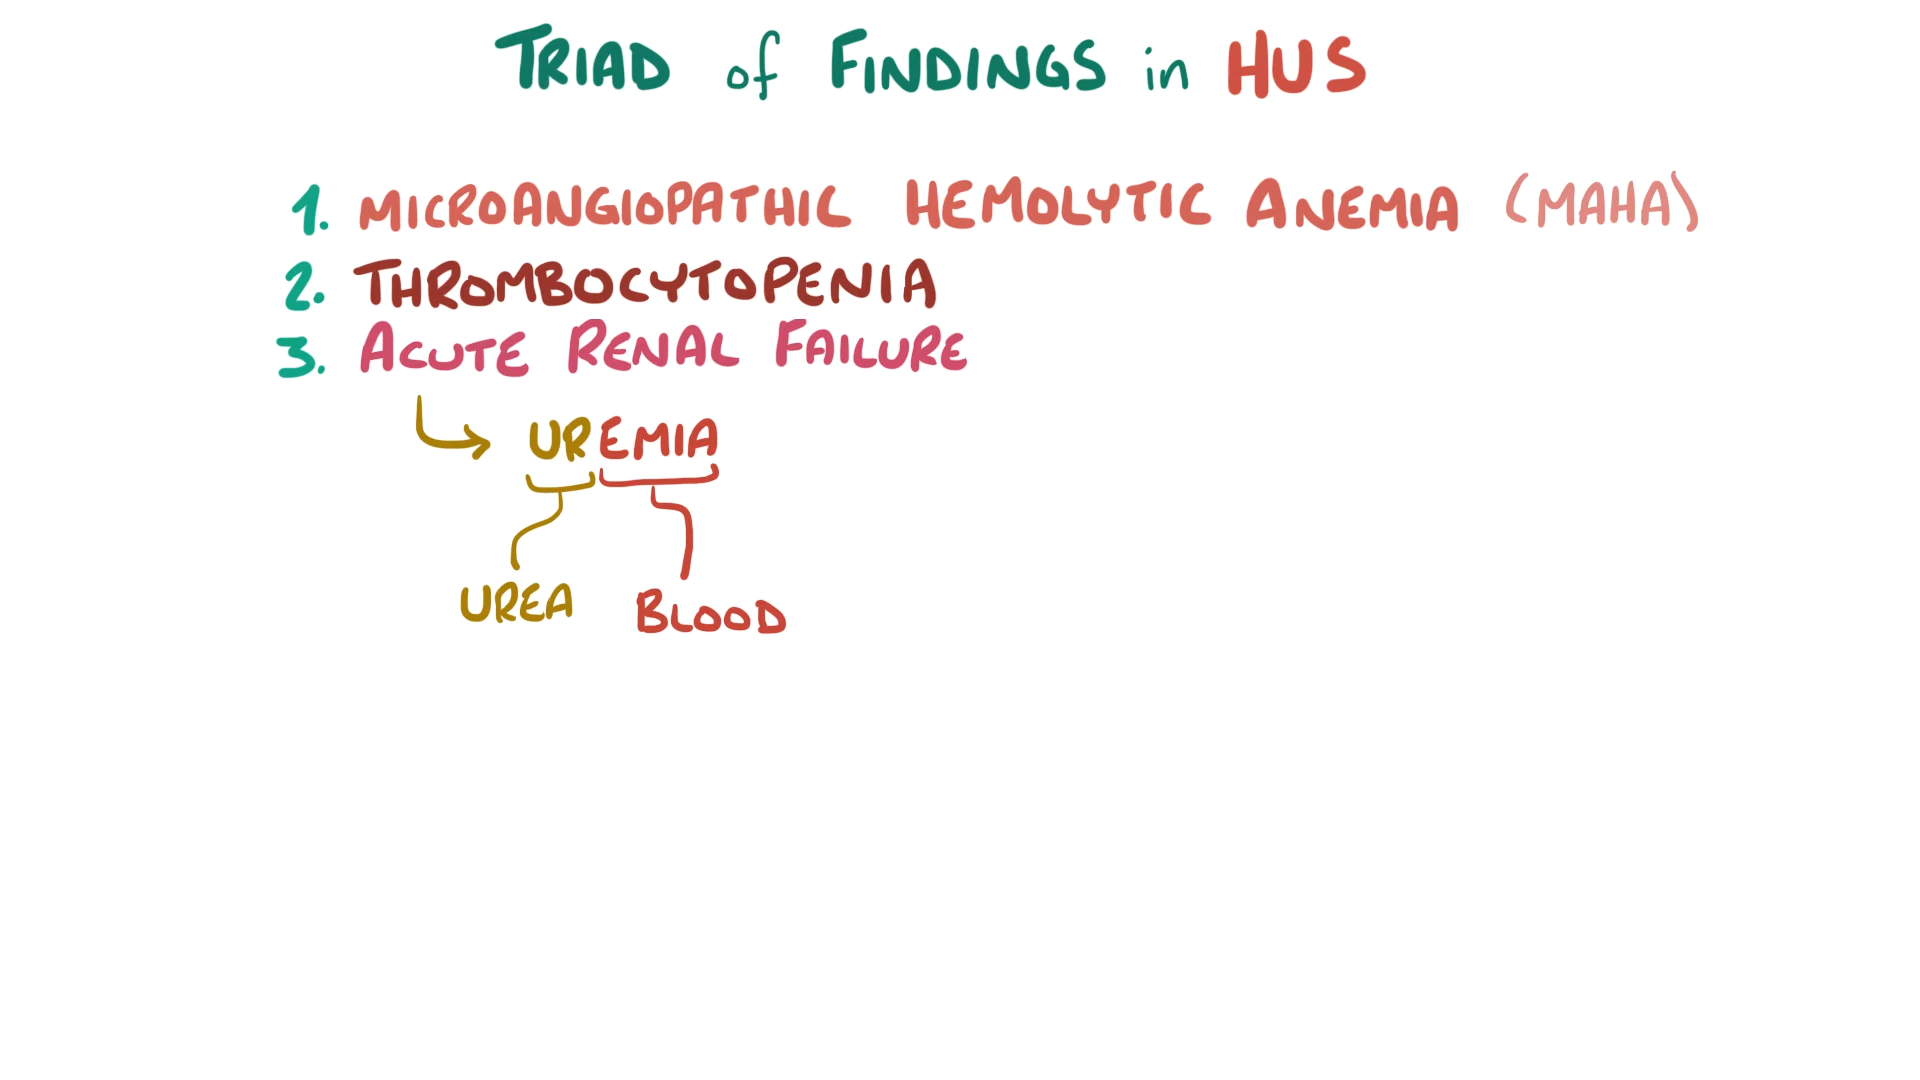 TRIAD of FINDINGS in HUS
1. MICROANGIOPATHIC HEMOLYTIC ANEMIA (MAHA)
2. THROMBOCYTOPENIA
3. ACUTE RENAL FAILURE
UREMIA
UREA BLOOD